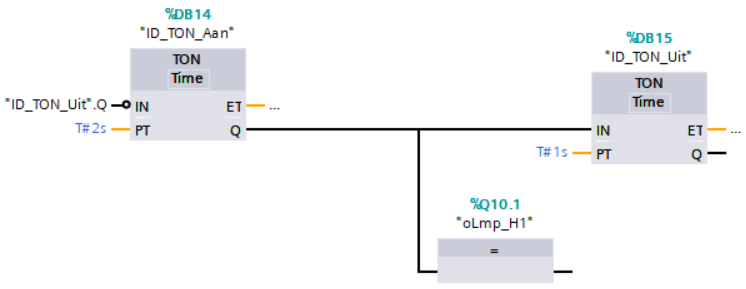 %DB14
"ID_TON_Aan"
TON
Time
"ID_TON_Uit".Q IN ET ...
T#2s PT Q
%DB15
"ID_TON_Uit"
TON
Time
IN ET ...
T#1s PT Q
%Q10.1
"oLmp_H1"
=